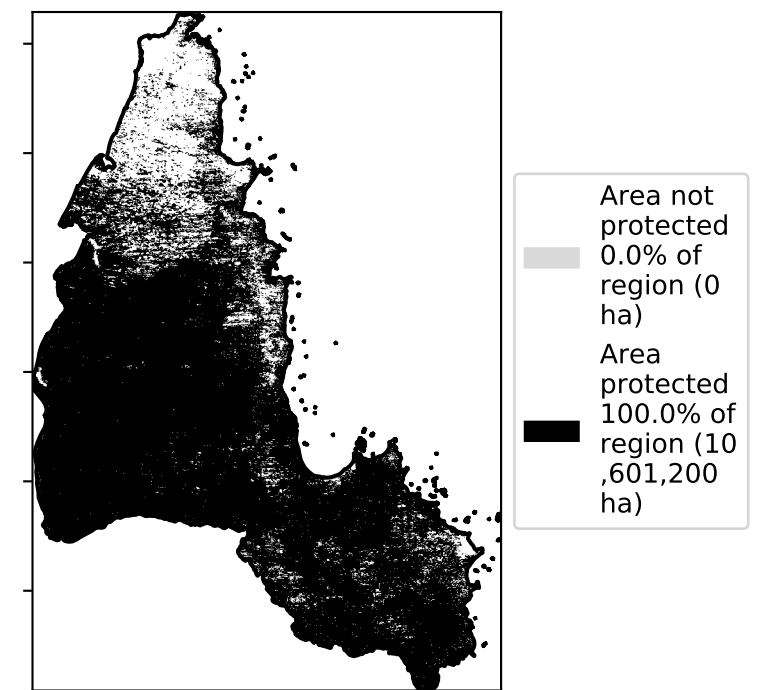 Area not
protected
0.0% of
region (0
ha)
Area
protected
100.0% of
region (10
,601,200
ha)